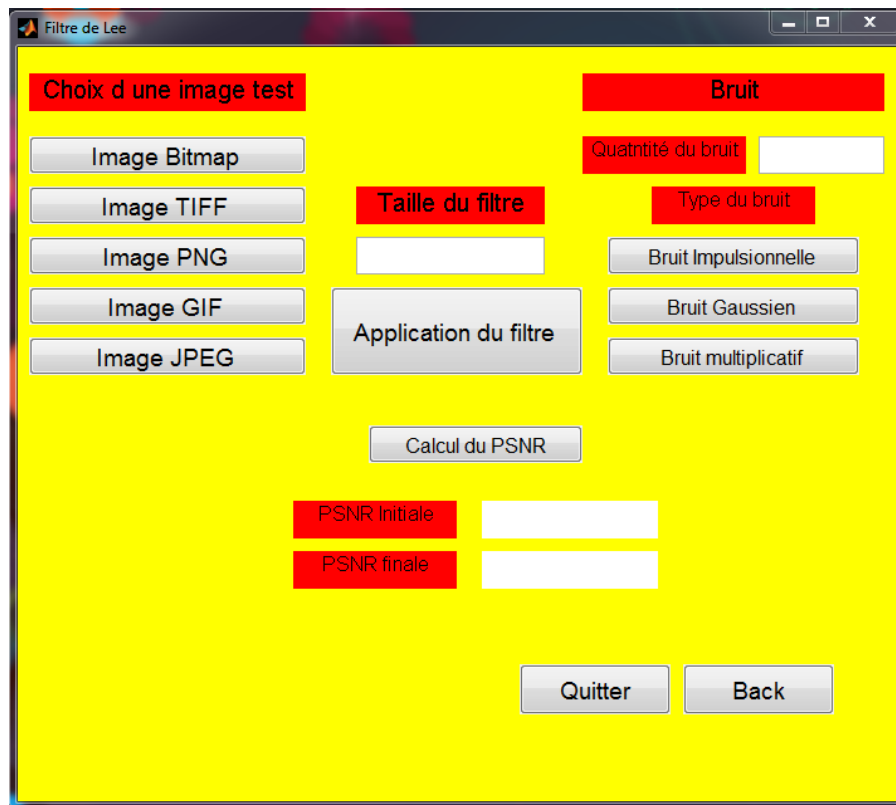 Filtre de Lee
Choix d une image test
Bruit
Image Bitmap
Quatntité du bruit
Image TIFF
Taille du filtre
Type du bruit
Image PNG
Bruit Impulsionnelle
Image GIF
Application du filtre
Bruit Gaussien
Image JPEG
Bruit multiplicatif
Calcul du PSNR
PSNR Initiale
PSNR finale
Quitter
Back